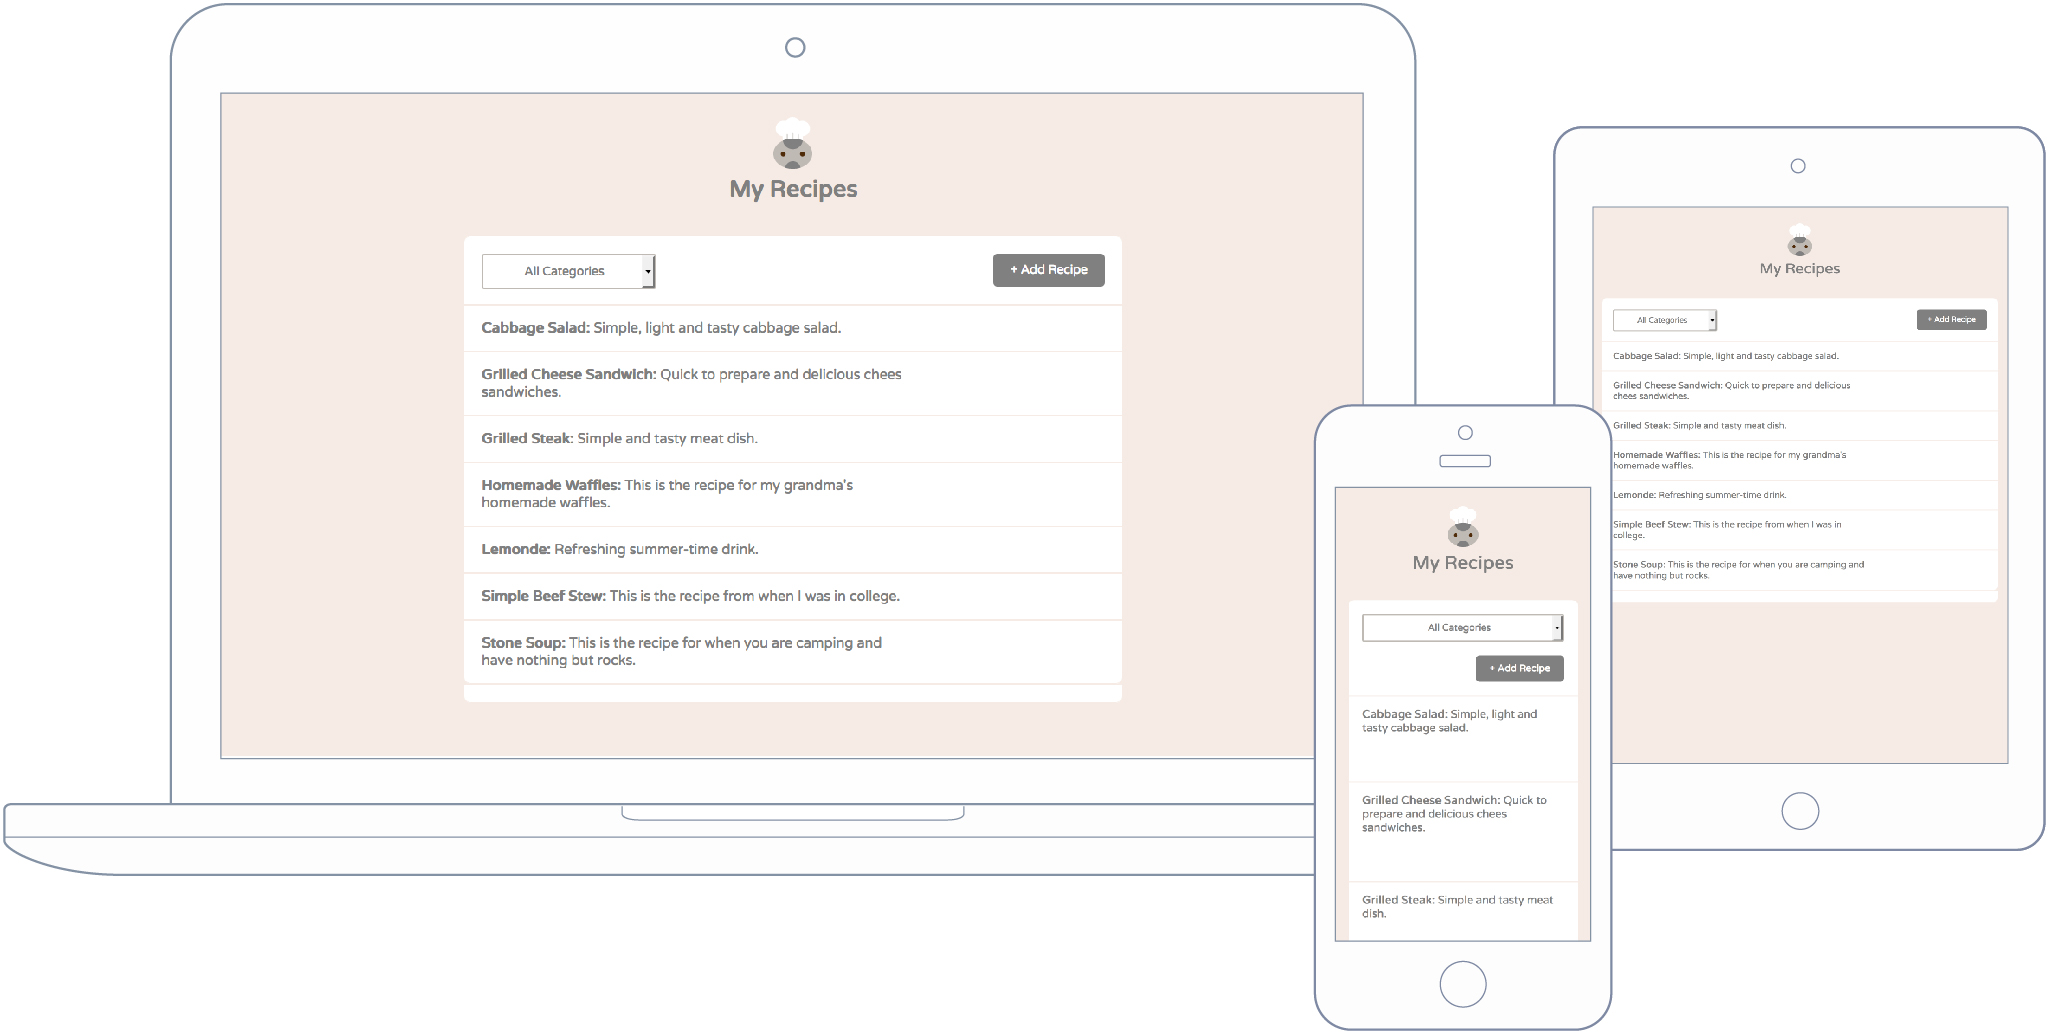 My Recipes
All Categories
+ Add Recipe
Cabbage Salad: Simple, light and tasty cabbage salad.
Grilled Cheese Sandwich: Quick to prepare and delicious chees
sandwiches.
Grilled Steak: Simple and tasty meat dish.
Homemade Waffles: This is the recipe for my grandma's
homemade waffles.
Lemonde: Refreshing summer-time drink.
Simple Beef Stew: This is the recipe from when I was in college.
Stone Soup: This is the recipe for when you are camping and
have nothing but rocks.
My Recipes
All Categories
+ Add Recipe
Cabbage Salad: Simple, light and tasty cabbage salad.
Grilled Cheese Sandwich: Quick to prepare and delicious
chees sandwiches.
Grilled Steak: Simple and tasty meat dish.
Homemade Waffles: This is the recipe for my grandma's
homemade waffles.
Lemonde: Refreshing summer-time drink.
Simple Beef Stew: This is the recipe from when I was in
college.
Stone Soup: This is the recipe for when you are camping and
have nothing but rocks.
My Recipes
All Categories
+ Add Recipe
Cabbage Salad: Simple, light and
tasty cabbage salad.
Grilled Cheese Sandwich: Quick to
prepare and delicious chees
sandwiches.
Grilled Steak: Simple and tasty meat
dish.